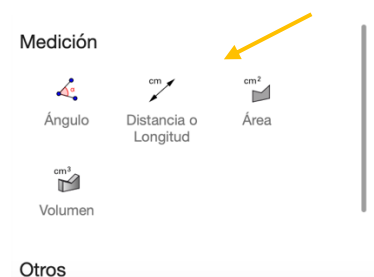 Medición
α
cm
cm²
Ángulo
Distancia o
Longitud
Área
cm³
Volumen
Otros